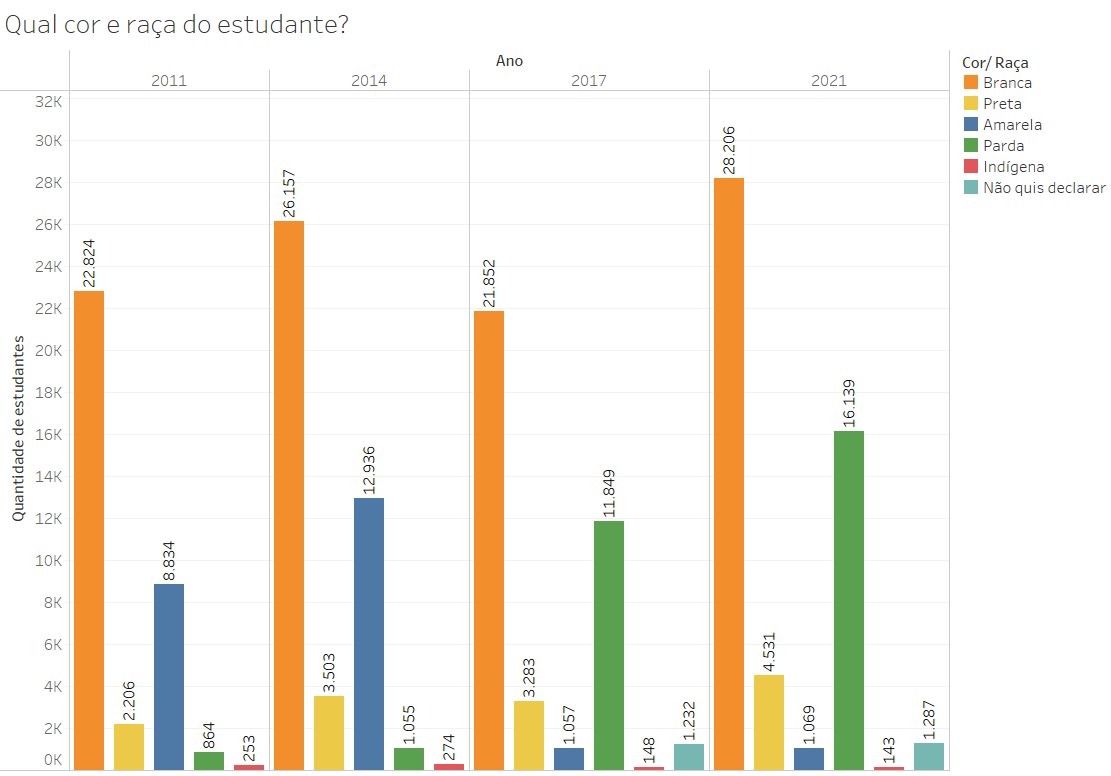 Qual cor e raça do estudante?
Ano
2011 2014 2017 2021
Cor/ Raça
Branca
Preta
Amarela
Parda
Indígena
Não quis declarar
Quantidade de estudantes
32K
30K
28K
26K
24K
22K
20K
18K
16K
14K
12K
10K
8K
6K
4K
2K
0K
22.824
2.206
8.834
864
253
26.157
3.503
12.936
1.055
274
21.852
3.283
1.057
11.849
148
1.232
28.206
4.531
1.069
16.139
143
1.287